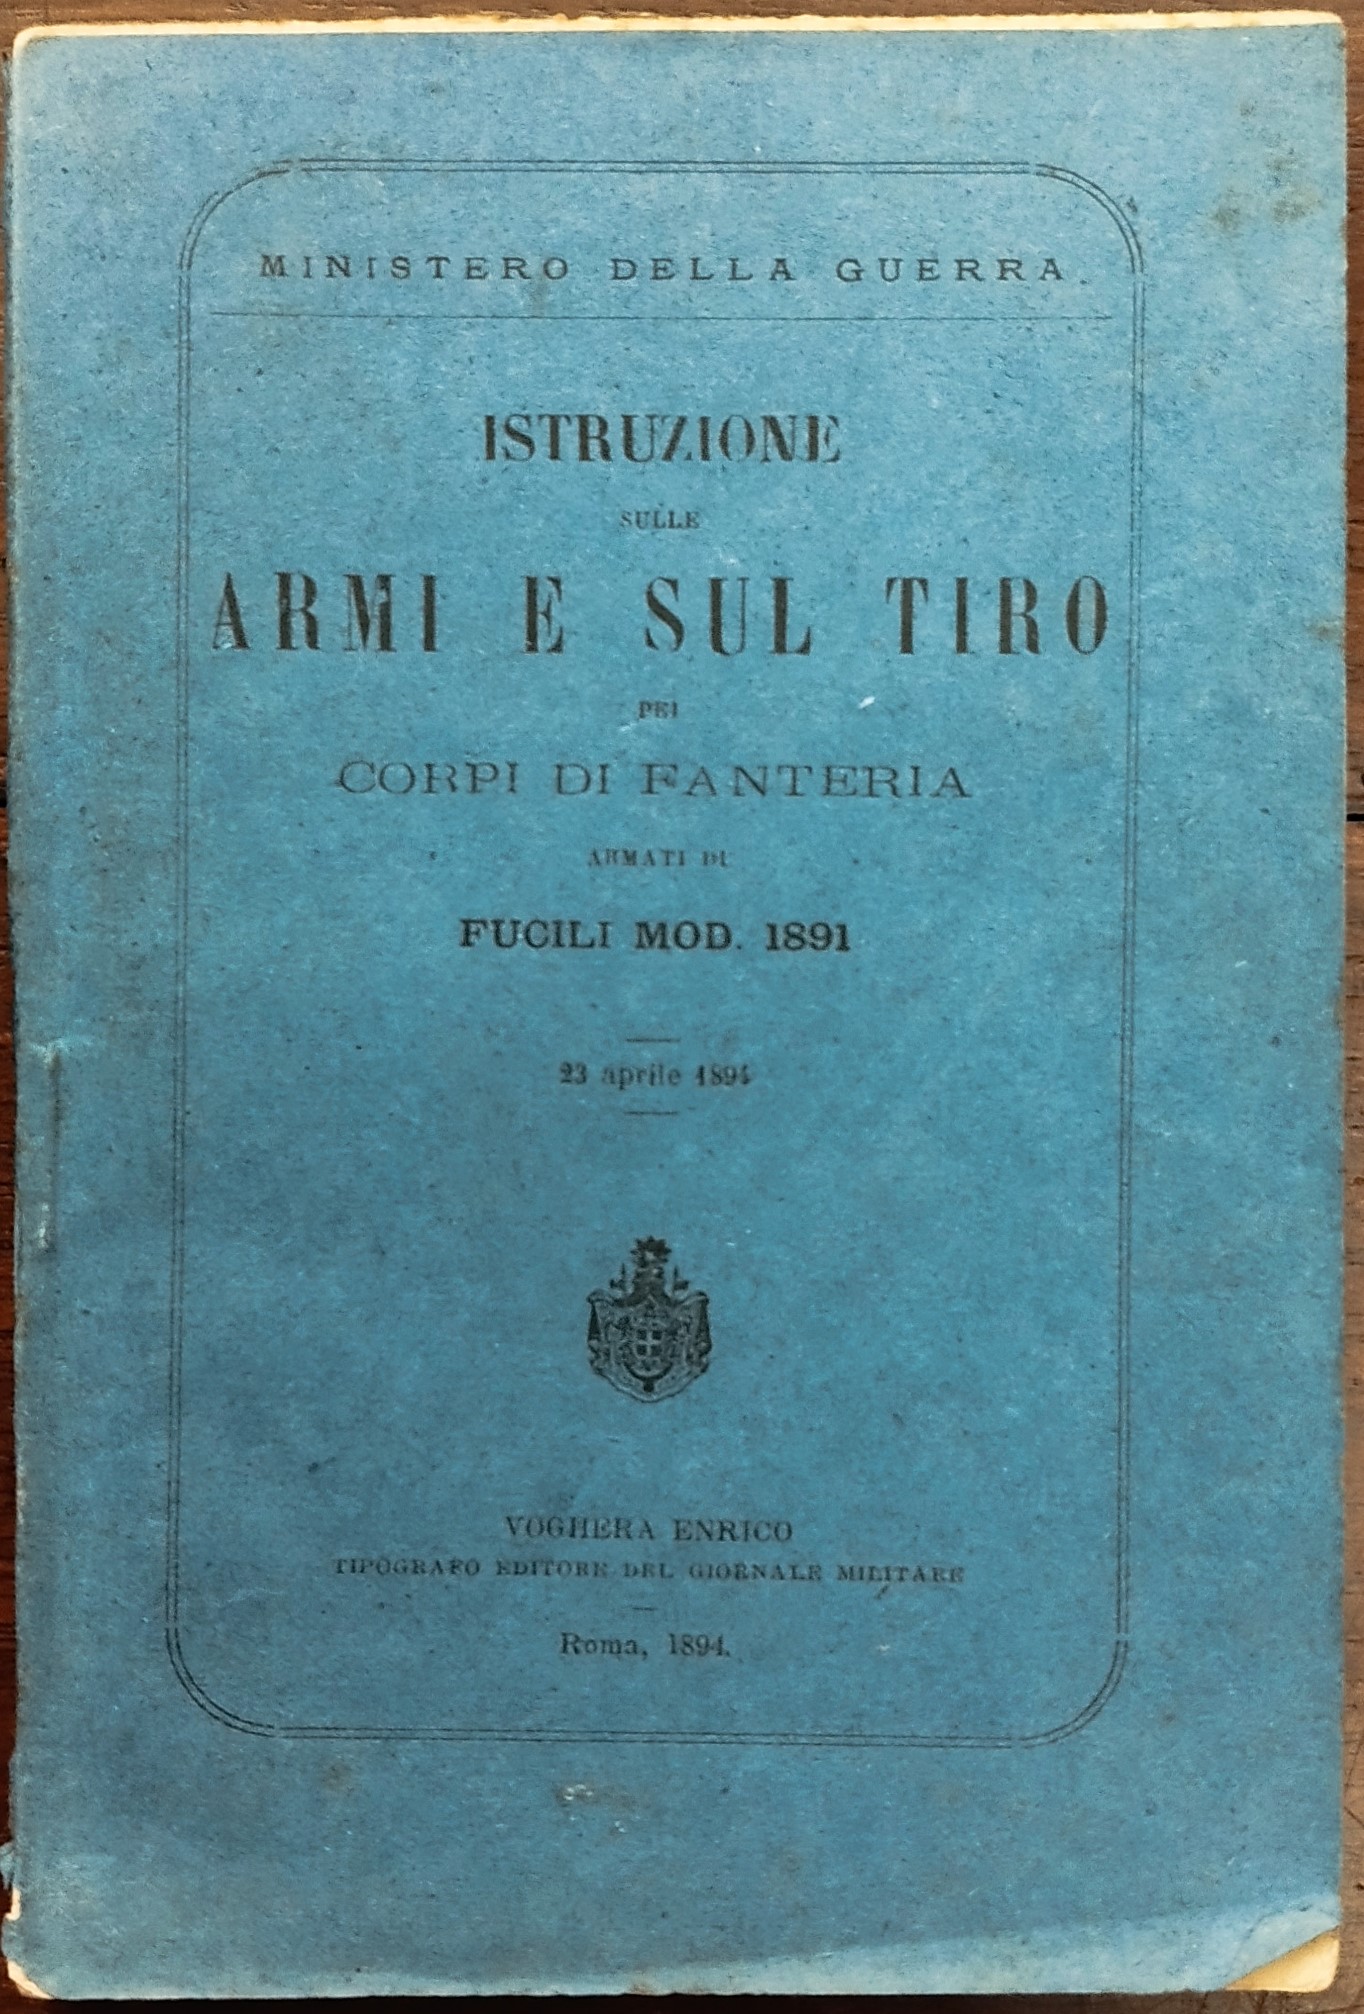 MINISTERO DELLA GUERRA.
ISTRUZIONE
SULLE
ARMI E SUL TIRO
PEI
CORPI DI FANTERIA
ARMATI DI
FUCILI MOD. 1891
23 aprile 1894
VOGHERA ENRICO
TIPOGRAFO EDITORE DEL GIORNALE MILITARE
Roma, 1894.